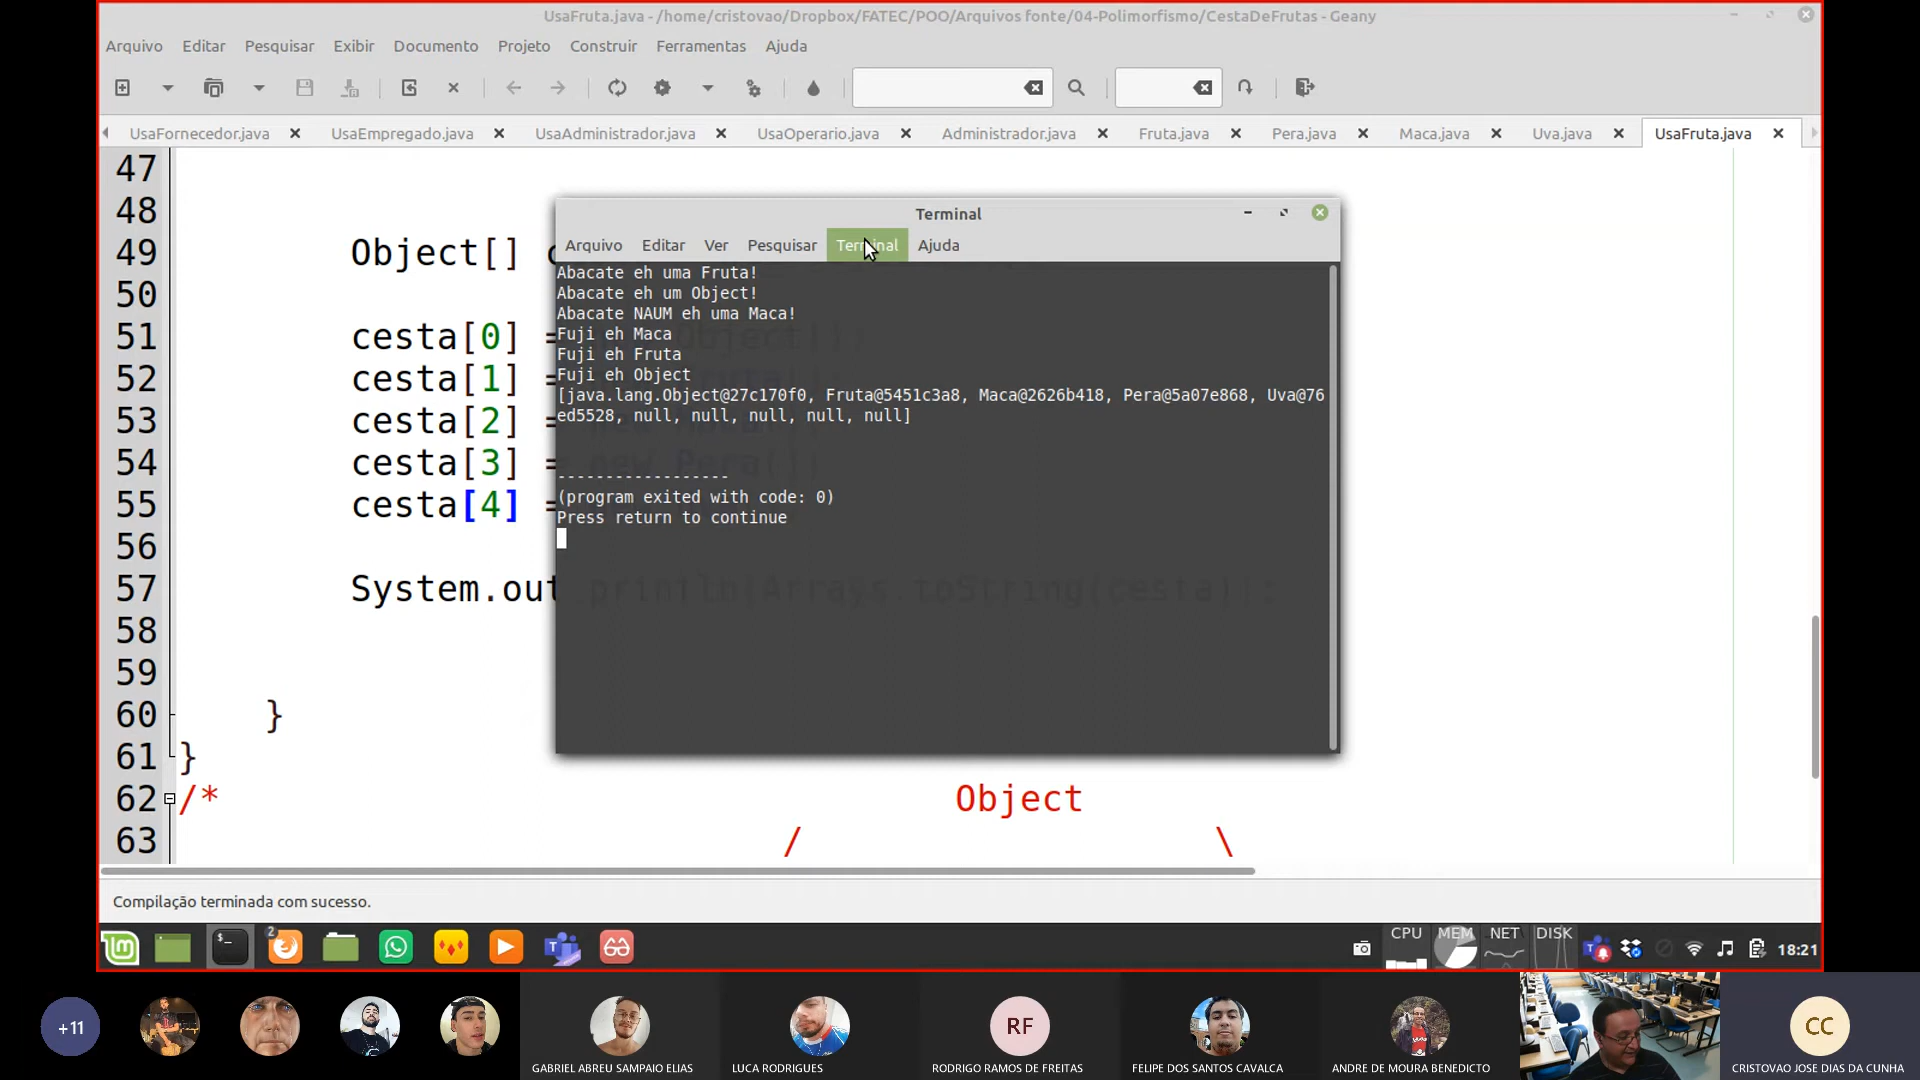 UsaFruta.java - /home/cristovao/Dropbox/FATEC/POO/Arquivos fonte/04-Polimorfismo/CestaDeFrutas - Geany
Arquivo Editar Pesquisar Exibir Documento Projeto Construir Ferramentas Ajuda
UsaFornecedor.java UsaEmpregado.java UsaAdministrador.java UsaOperario.java Administrador.java Fruta.java Pera.java Maca.java Uva.java UsaFruta.java
47
48
49 Object[]
50
51 cesta[0] =
52 cesta[1] =
53 cesta[2] =
54 cesta[3] = new Pera()
55 cesta[4] =
56
57 System.out.println(Arrays.toString(cesta));
58
59
60 }
61 }
62 /* Object
63 / \
Terminal
Arquivo Editar Ver Pesquisar Terminal Ajuda
Abacate eh uma Fruta!
Abacate eh um Object!
Abacate NAUM eh uma Maca!
Fuji eh Maca
Fuji eh Fruta
Fuji eh Object
[java.lang.Object@27c170f0, Fruta@5451c3a8, Maca@2626b418, Pera@5a07e868, Uva@76
ed5528, null, null, null, null, null]
------------------
(program exited with code: 0)
Press return to continue
Compilação terminada com sucesso.
2
CPU MEM NET DISK
18:21
+11
RF
CC
GABRIEL ABREU SAMPAIO ELIAS
LUCA RODRIGUES
RODRIGO RAMOS DE FREITAS
FELIPE DOS SANTOS CAVALCA
ANDRE DE MOURA BENEDICTO
CRISTOVAO JOSE DIAS DA CUNHA